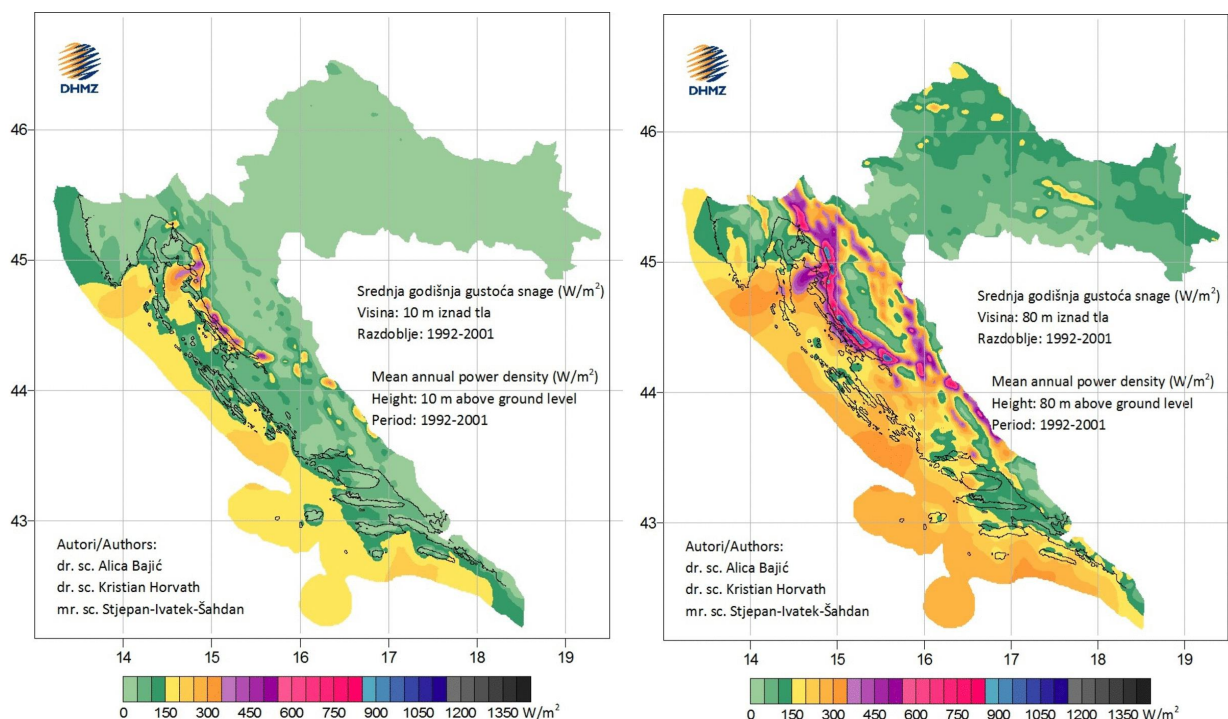 DHMZ
46
45
44
43
Srednja godišnja gustoća snage (W/m²)
Visina: 10 m iznad tla
Razdoblje: 1992-2001
Mean annual power density (W/m²)
Height: 10 m above ground level
Period: 1992-2001
Autori/Authors:
dr. sc. Alica Bajić
dr. sc. Kristian Horvath
mr. sc. Stjepan-Ivatek-Šahdan
14 15 16 17 18 19
0 150 300 450 600 750 900 1050 1200 1350 W/m²
DHMZ
46
45
44
43
Srednja godišnja gustoća snage (W/m²)
Visina: 80 m iznad tla
Razdoblje: 1992-2001
Mean annual power density (W/m²)
Height: 80 m above ground level
Period: 1992-2001
Autori/Authors:
dr. sc. Alica Bajić
dr. sc. Kristian Horvath
mr. sc. Stjepan-Ivatek-Šahdan
14 15 16 17 18 19
0 150 300 450 600 750 900 1050 1200 1350 W/m²